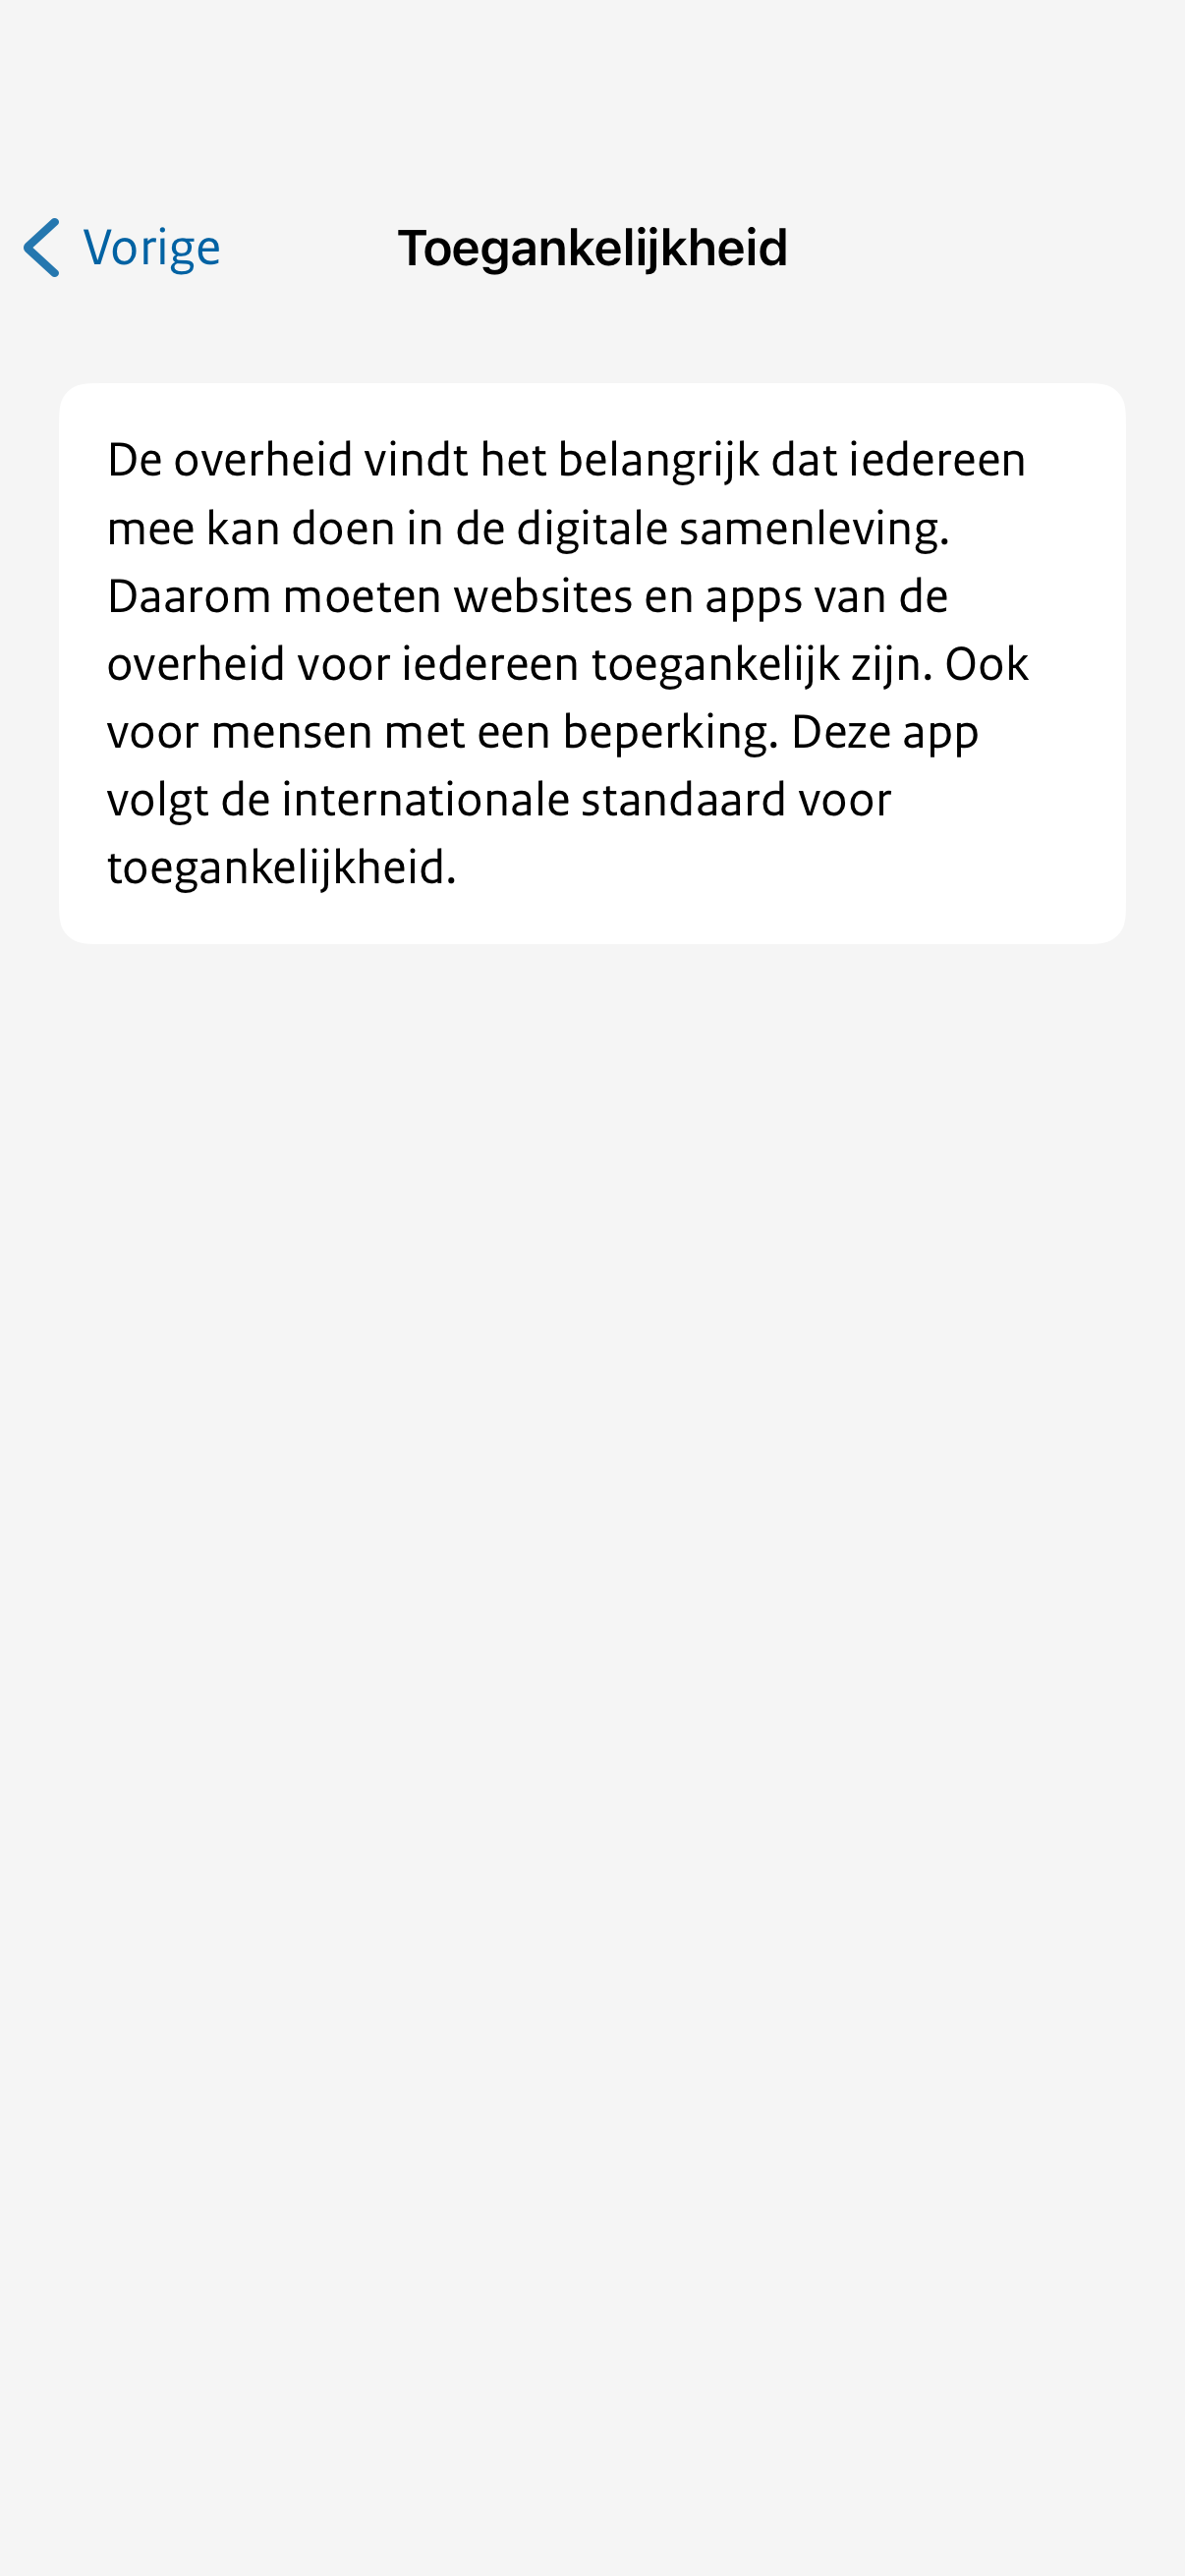 Vorige
Toegankelijkheid
De overheid vindt het belangrijk dat iedereen
mee kan doen in de digitale samenleving.
Daarom moeten websites en apps van de
overheid voor iedereen toegankelijk zijn. Ook
voor mensen met een beperking. Deze app
volgt de internationale standaard voor
toegankelijkheid.